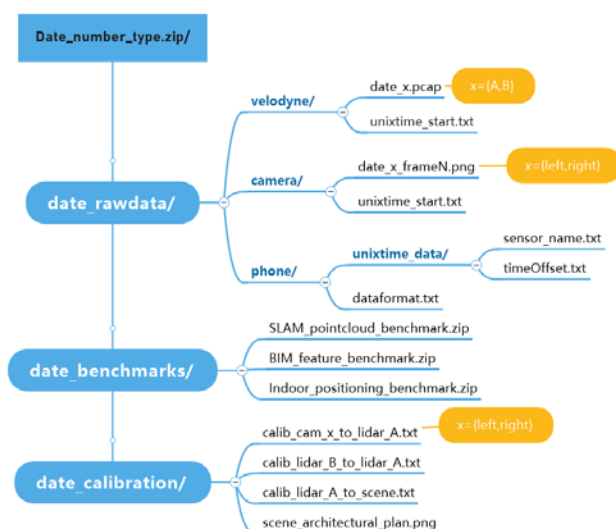 Date_number_type.zip/
date_rawdata/
velodyne/
date_x.pcap
x={A,B}
unixtime_start.txt
camera/
date_x_frameN.png
x={left,right}
unixtime_start.txt
phone/
unixtime_data/
sensor_name.txt
timeOffset.txt
dataformat.txt
date_benchmarks/
SLAM_pointcloud_benchmark.zip
BIM_feature_benchmark.zip
Indoor_positioning_benchmark.zip
date_calibration/
calib_cam_x_to_lidar_A.txt
x={left,right}
calib_lidar_B_to_lidar_A.txt
calib_lidar_A_to_scene.txt
scene_architectural_plan.png